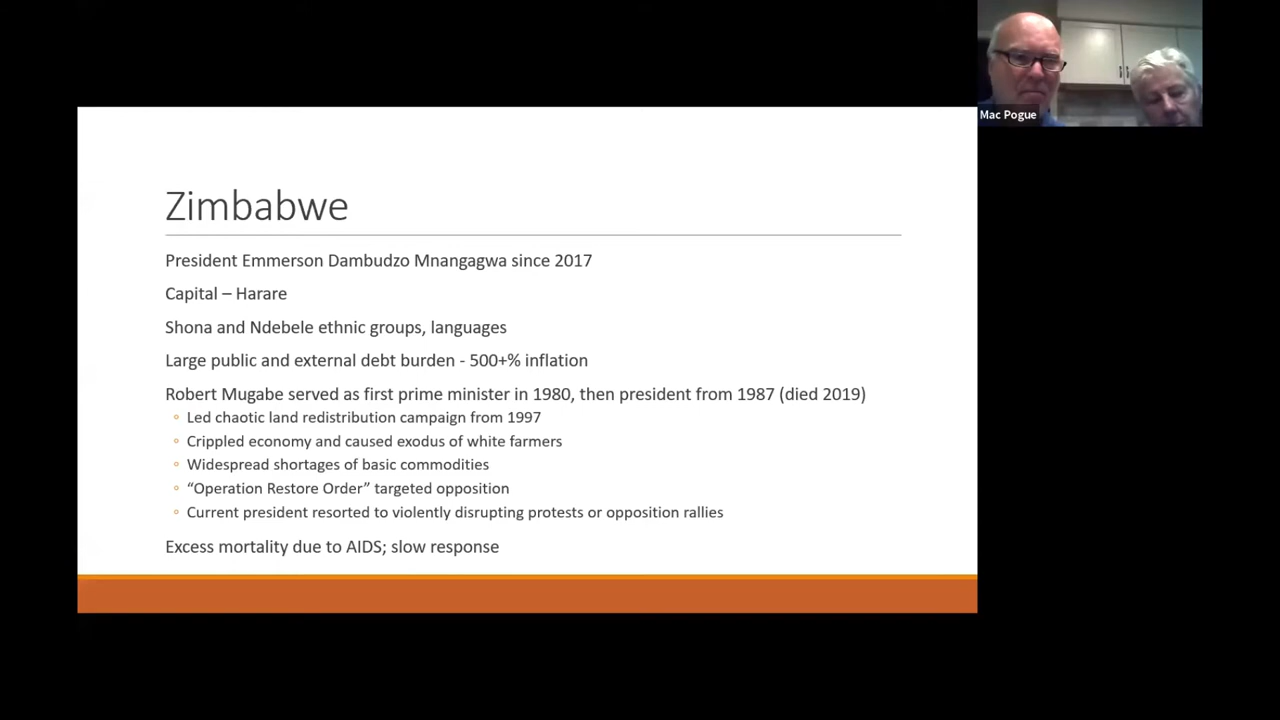 Zimbabwe
President Emmerson Dambudzo Mnangagwa since 2017
Capital – Harare
Shona and Ndebele ethnic groups, languages
Large public and external debt burden - 500+% inflation
Robert Mugabe served as first prime minister in 1980, then president from 1987 (died 2019)
◦ Led chaotic land redistribution campaign from 1997
◦ Crippled economy and caused exodus of white farmers
◦ Widespread shortages of basic commodities
◦ “Operation Restore Order” targeted opposition
◦ Current president resorted to violently disrupting protests or opposition rallies
Excess mortality due to AIDS; slow response
Mac Pogue